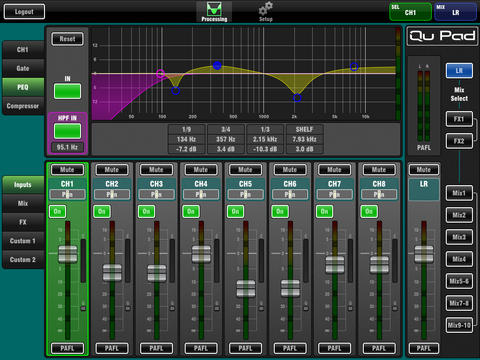 Logout
Processing
Setup
SEL
CH1
MIX
LR
CH1
Gate
PEQ
Compressor
Reset
IN
HPF IN
95.1 Hz
12
6
0
6
12
30 100 200 1k 2k 10k 20k
1/9 3/4 1/3 SHELF
134 Hz 357 Hz 2.15 kHz 7.93 kHz
-7.2 dB 3.4 dB -10.3 dB 3.0 dB
Qu Pad
L R
PAFL
LR
Mix
Select
FX1
FX2
Mix1
Mix2
Mix3
Mix4
Mix5-6
Mix7-8
Mix9-10
Inputs
Mix
FX
Custom 1
Custom 2
Mute Mute Mute Mute Mute Mute Mute Mute Mute
CH1 CH2 CH3 CH4 CH5 CH6 CH7 CH8 LR
Pan Pan Pan Pan Pan Pan Pan Pan
On On On On On On On On
PAFL PAFL PAFL PAFL PAFL PAFL PAFL PAFL PAFL